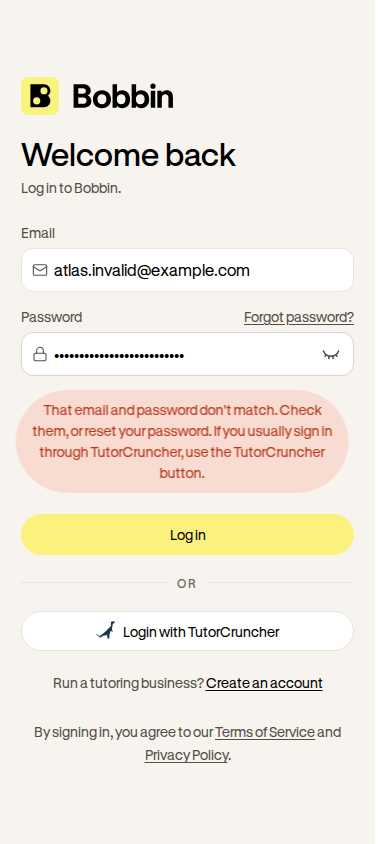 Bobbin
Welcome back
Log in to Bobbin.
Email
atlas.invalid@example.com
Password
Forgot password?
That email and password don't match. Check
them, or reset your password. If you usually sign in
through TutorCruncher, use the TutorCruncher
button.
Log in
OR
Login with TutorCruncher
Run a tutoring business? Create an account
By signing in, you agree to our Terms of Service and
Privacy Policy.